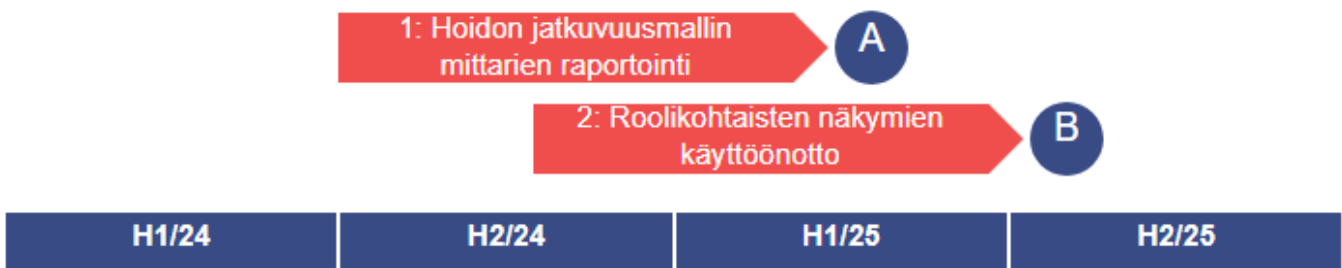 1: Hoidon jatkuvuusmallin
mittarien raportointi
A
2: Roolikohtaisten näkymien
käyttöönotto
B
H1/24
H2/24
H1/25
H2/25